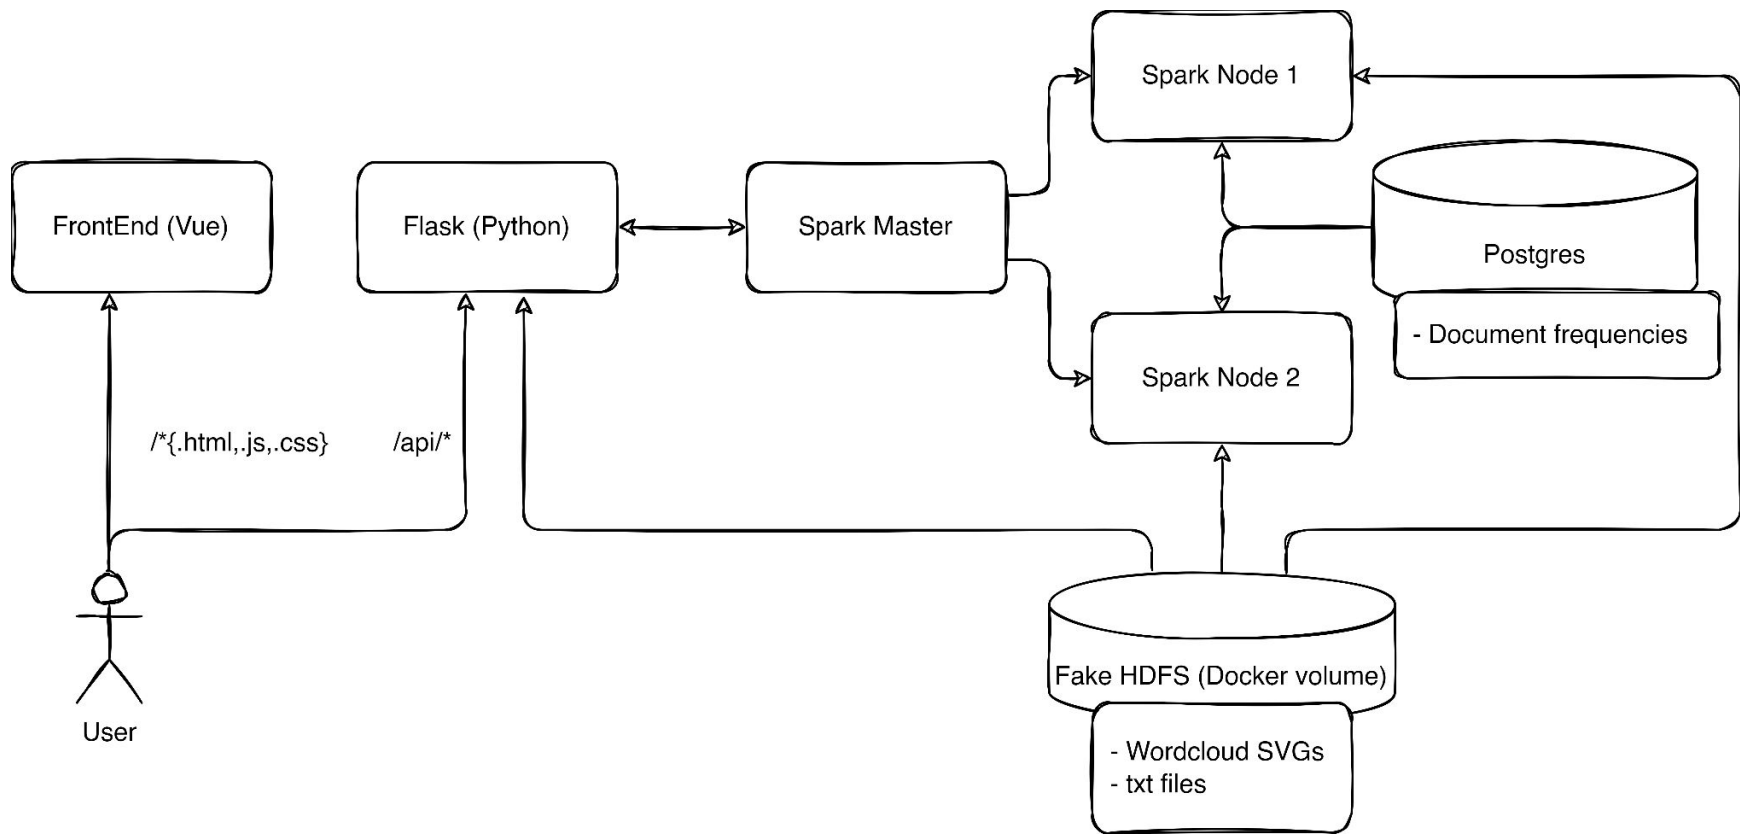 Spark Node 1
FrontEnd (Vue)
Flask (Python)
Spark Master
Postgres
- Document frequencies
Spark Node 2
/*{.html,.js,.css}
/api/*
Fake HDFS (Docker volume)
- Wordcloud SVGs
- txt files
User